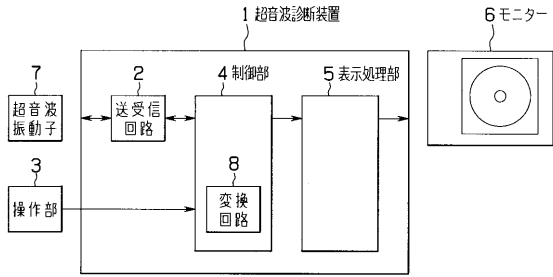 1 超音波診断装置
6 モニター
7
2
4 制御部
5 表示処理部
超音波
振動子
送受信
回路
3
8
操作部
変換
回路